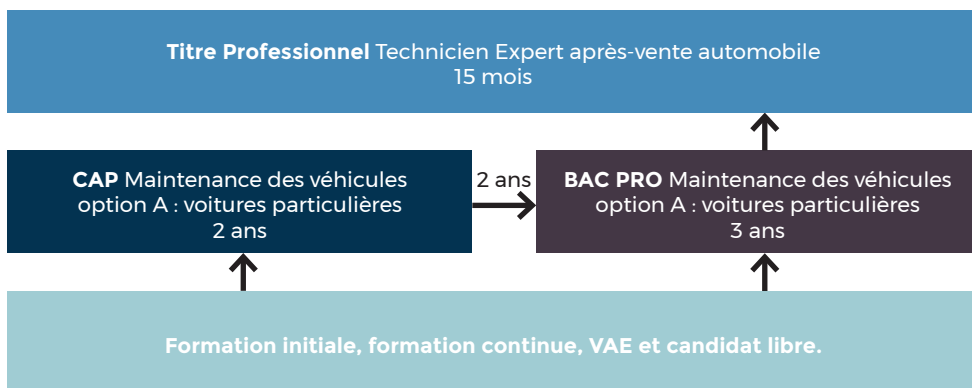 Titre Professionnel Technicien Expert après-vente automobile
15 mois
CAP Maintenance des véhicules
option A : voitures particulières
2 ans
2 ans
BAC PRO Maintenance des véhicules
option A : voitures particulières
3 ans
Formation initiale, formation continue, VAE et candidat libre.